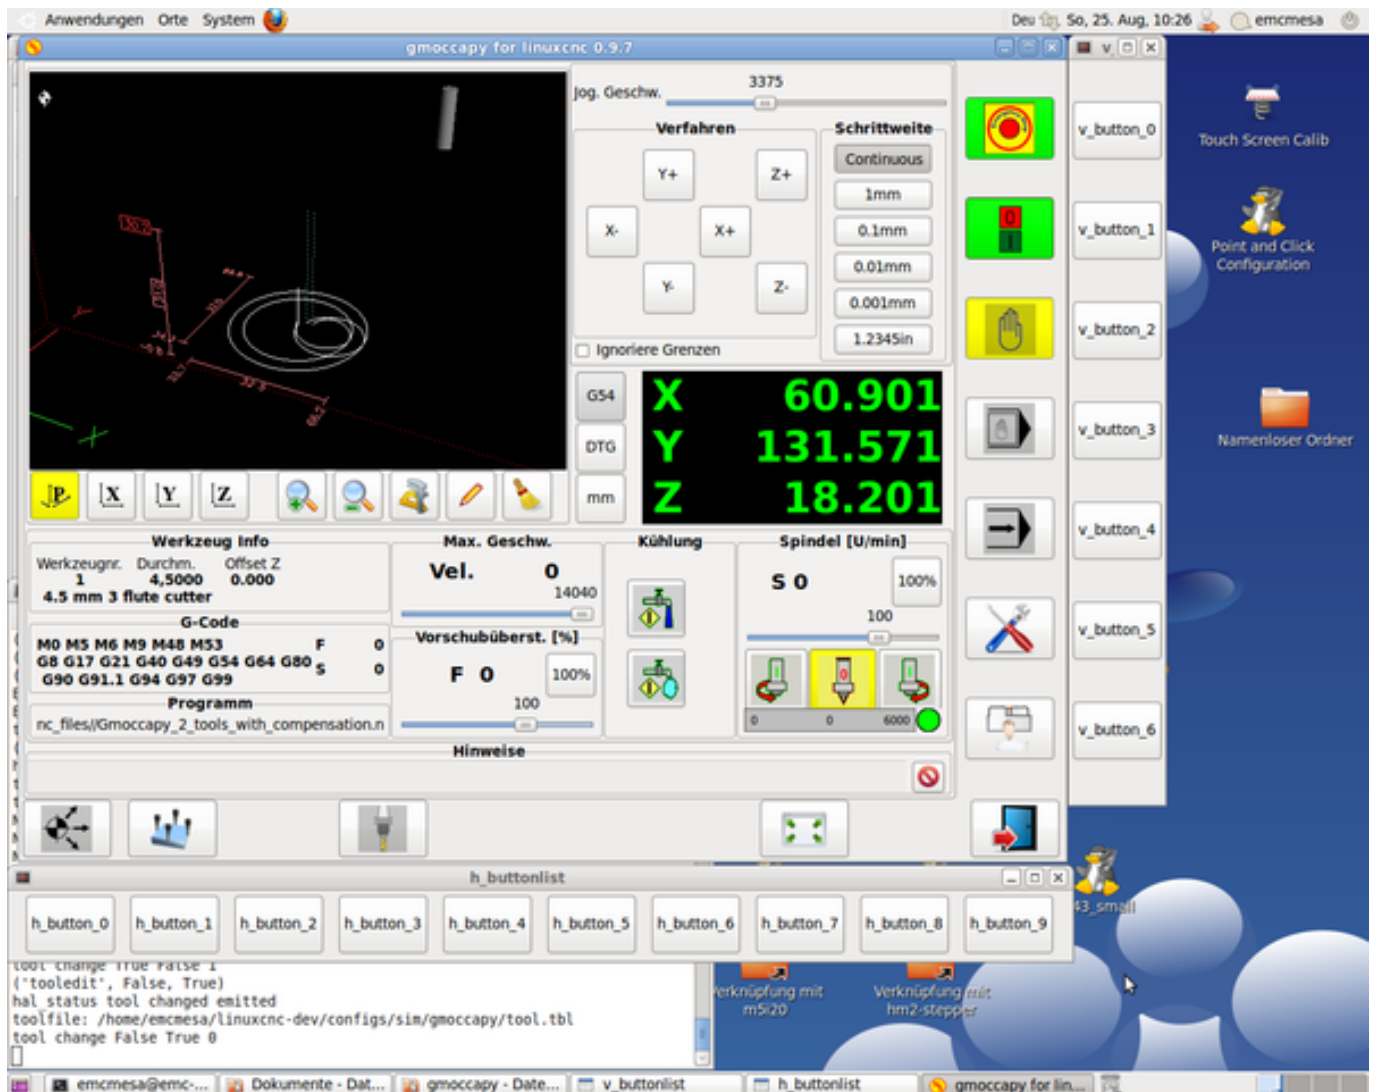 Anwendungen Orte System
Deu So, 25. Aug, 10:26 emcmesa
gmoccapy for linuxcnc 0.9.7
v
Jog. Geschw. 3375
Verfahren
Schrittweite
Y+ Z+
X- X+
Y- Z-
Continuous
1mm
0.1mm
0.01mm
0.001mm
1.2345in
Ignoriere Grenzen
G54
DTG
mm
X 60.901
Y 131.571
Z 18.201
P X Y Z
Werkzeug Info
Werkzeugnr. Durchm. Offset Z
1 4,5000 0.000
4.5 mm 3 flute cutter
G-Code
M0 M5 M6 M9 M48 M53
G8 G17 G21 G40 G49 G54 G64 G80
G90 G91.1 G94 G97 G99
F 0
S 0
Programm
nc_files//Gmoccapy_2_tools_with_compensation.n
Max. Geschw.
Vel. 0
14040
Vorschubüberst. [%]
F 0 100%
100
Kühlung
Spindel [U/min]
S 0 100%
100
0 0 6000
Hinweise
v_button_0
v_button_1
v_button_2
v_button_3
v_button_4
v_button_5
v_button_6
Touch Screen Calib
Point and Click
Configuration
Namenloser Ordner
43_small
h_buttonlist
h_button_0 h_button_1 h_button_2 h_button_3 h_button_4 h_button_5 h_button_6 h_button_7 h_button_8 h_button_9
tool change True False 1
('tooledit', False, True)
hal_status tool changed emitted
toolfile: /home/emcmesa/linuxcnc-dev/configs/sim/gmoccapy/tool.tbl
tool change False True 0
Verknüpfung mit
m5i20
Verknüpfung mit
hm2-stepper
emcmesa@emc-... Dokumente - Dat... gmoccapy - Date... v_buttonlist h_buttonlist gmoccapy for lin...